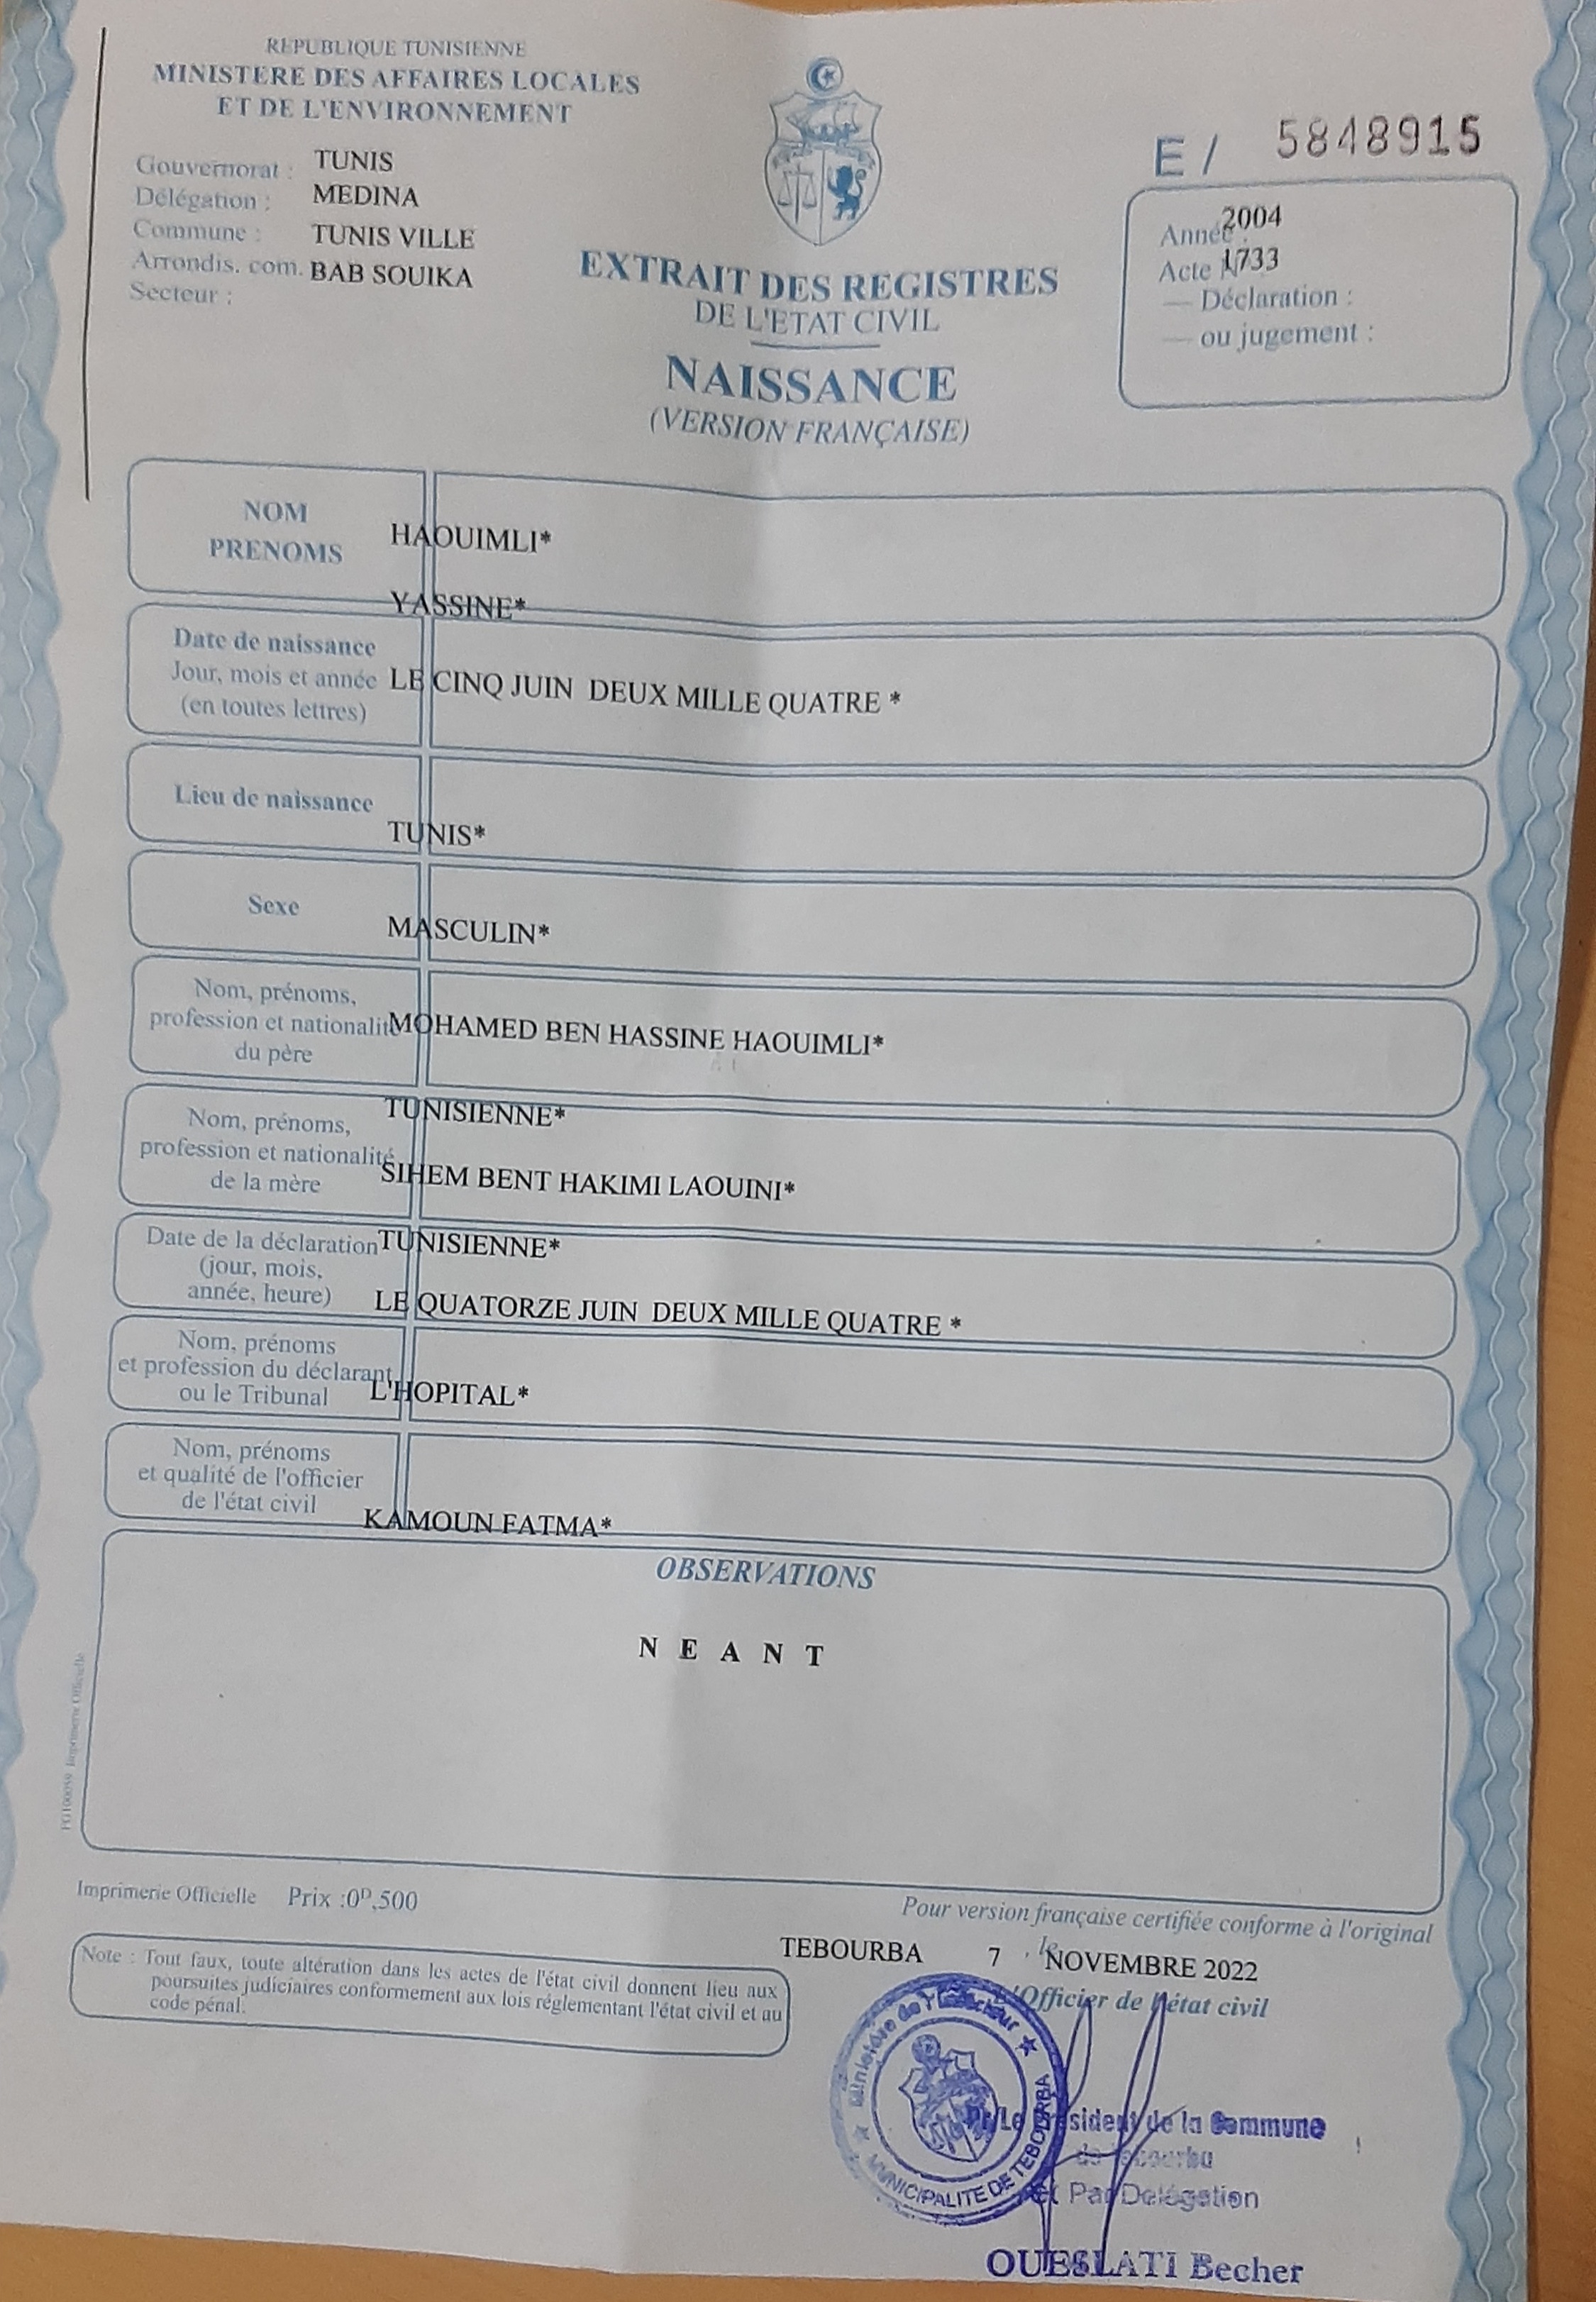 REPUBLIQUE TUNISIENNE
MINISTERE DES AFFAIRES LOCALES
ET DE L'ENVIRONNEMENT
Gouvernorat : TUNIS
Délégation : MEDINA
Commune : TUNIS VILLE
Arrondis. com. BAB SOUIKA
Secteur :
E / 5848915
Année : 2004
Acte N 1733
— Déclaration :
— ou jugement :
EXTRAIT DES REGISTRES
DE L'ETAT CIVIL
NAISSANCE
(VERSION FRANÇAISE)
NOM
PRENOMS
HAOUIMLI*
YASSINE*
Date de naissance
Jour, mois et année
(en toutes lettres)
LE CINQ JUIN DEUX MILLE QUATRE *
Lieu de naissance
TUNIS*
Sexe
MASCULIN*
Nom, prénoms,
profession et nationalité
du père
MOHAMED BEN HASSINE HAOUIMLI*
TUNISIENNE*
Nom, prénoms,
profession et nationalité
de la mère
SIHEM BENT HAKIMI LAOUINI*
TUNISIENNE*
Date de la déclaration
(jour, mois,
année, heure)
LE QUATORZE JUIN DEUX MILLE QUATRE *
Nom, prénoms
et profession du déclarant
ou le Tribunal
L'HOPITAL*
Nom, prénoms
et qualité de l'officier
de l'état civil
KAMOUN FATMA*
OBSERVATIONS
N E A N T
Imprimerie Officielle Prix :0ᴰ,500
Pour version française certifiée conforme à l'original
TEBOURBA 7 , le NOVEMBRE 2022
L'Officier de l'état civil
Note : Tout faux, toute altération dans les actes de l'état civil donnent lieu aux
poursuites judiciaires conformement aux lois réglementant l'état civil et au
code pénal.
Ministère de l'Intérieur
MUNICIPALITE DE TEBOURBA
P/Le Président de la Commune
de Tebourba
Et Par Délégation
OUESLATI Becher